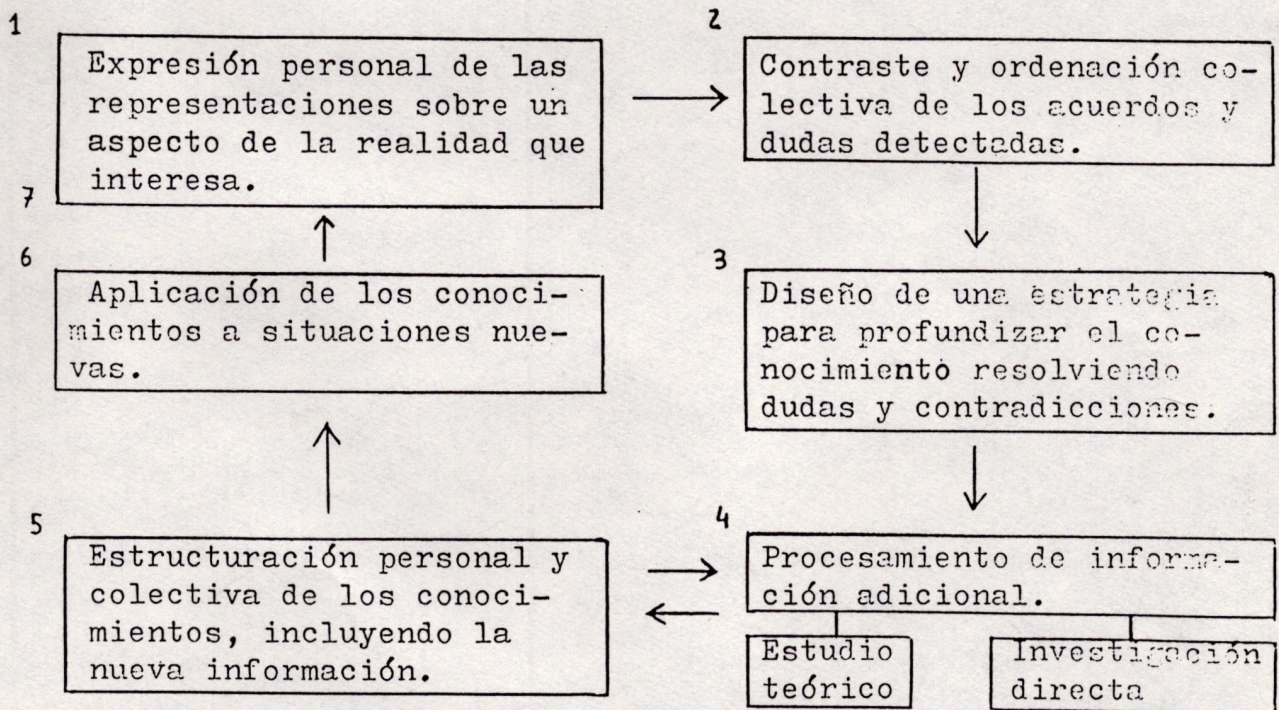 1
Expresión personal de las
representaciones sobre un
aspecto de la realidad que
interesa.
7
2
Contraste y ordenación co-
lectiva de los acuerdos y
dudas detectadas.
3
Diseño de una estrategia
para profundizar el co-
nocimiento resolviendo
dudas y contradicciones.
4
Procesamiento de informa-
ción adicional.
Estudio
teórico
Investigación
directa
5
Estructuración personal y
colectiva de los conoci-
mientos, incluyendo la
nueva información.
6
Aplicación de los conoci-
mientos a situaciones nue-
vas.